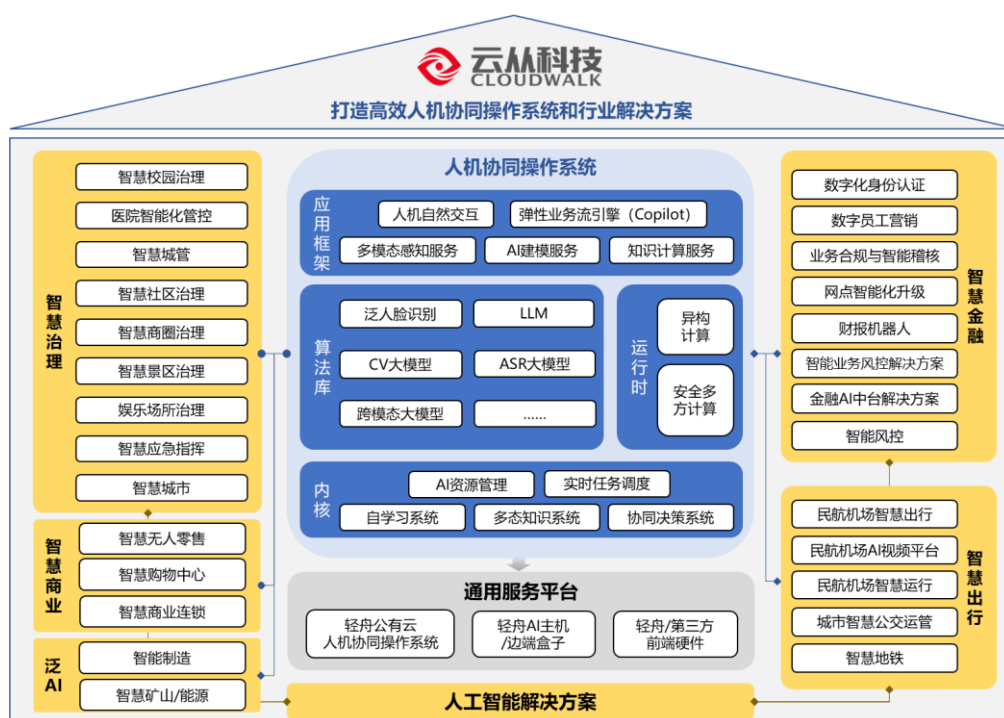 云从科技
CLOUDWALK
打造高效人机协同操作系统和行业解决方案
智慧治理
智慧校园治理
医院智能化管控
智慧城管
智慧社区治理
智慧商圈治理
智慧景区治理
娱乐场所治理
智慧应急指挥
智慧城市
智慧商业
智慧无人零售
智慧购物中心
智慧商业连锁
泛
AI
智能制造
智慧矿山/能源
人机协同操作系统
应用框架
人机自然交互
弹性业务流引擎（Copilot）
多模态感知服务
AI建模服务
知识计算服务
算法库
泛人脸识别
LLM
CV大模型
ASR大模型
跨模态大模型
......
运行时
异构
计算
安全多
方计算
内核
AI资源管理
实时任务调度
自学习系统
多态知识系统
协同决策系统
通用服务平台
轻舟公有云
人机协同操作系统
轻舟AI主机
/边端盒子
轻舟/第三方
前端硬件
人工智能解决方案
智慧金融
数字化身份认证
数字员工营销
业务合规与智能稽核
网点智能化升级
财报机器人
智能业务风控解决方案
金融AI中台解决方案
智能风控
智慧出行
民航机场智慧出行
民航机场AI视频平台
民航机场智慧运行
城市智慧公交运管
智慧地铁